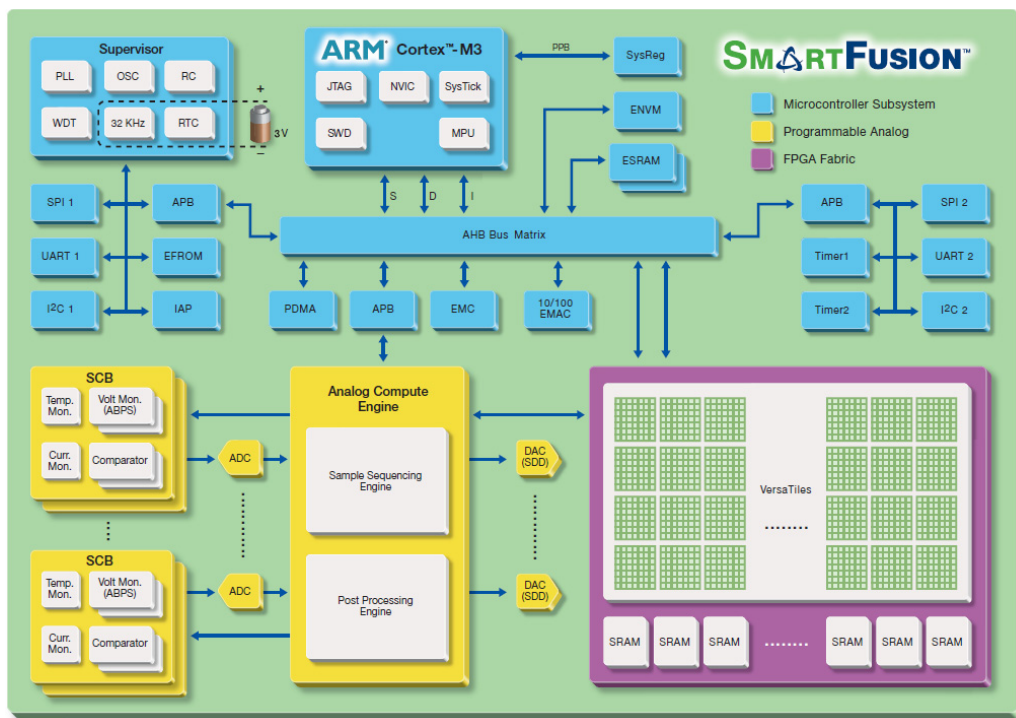 Supervisor
PLL
OSC
RC
WDT
32 KHz
RTC
+
3V
–
ARM® Cortex™-M3
JTAG
NVIC
SysTick
SWD
MPU
PPB
SysReg
ENVM
ESRAM
SMARTFUSION™
Microcontroller Subsystem
Programmable Analog
FPGA Fabric
S
D
I
SPI 1
APB
UART 1
EFROM
I²C 1
IAP
AHB Bus Matrix
PDMA
APB
EMC
10/100
EMAC
APB
SPI 2
Timer1
UART 2
Timer2
I²C 2
SCB
Temp.
Mon.
Volt Mon.
(ABPS)
Curr.
Mon.
Comparator
ADC
SCB
Temp.
Mon.
Volt Mon.
(ABPS)
Curr.
Mon.
Comparator
ADC
Analog Compute
Engine
Sample Sequencing
Engine
Post Processing
Engine
DAC
(SDD)
DAC
(SDD)
VersaTiles
........
SRAM
SRAM
SRAM
........
SRAM
SRAM
SRAM